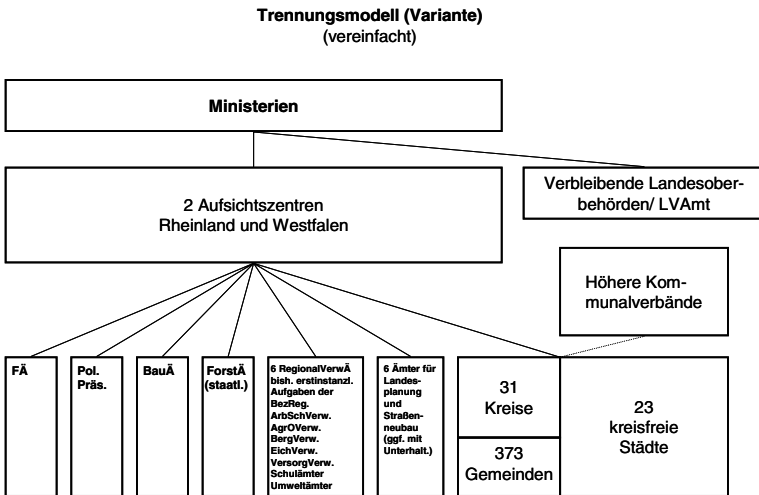 Trennungsmodell (Variante)
(vereinfacht)
Ministerien
2 Aufsichtszentren
Rheinland und Westfalen
Verbleibende Landesober-
behörden/ LVAmt
Höhere Kom-
munalverbände
FÄ
Pol.
Präs.
BauÄ
ForstÄ
(staatl.)
6 RegionalVerwÄ
bish. erstinstanzl.
Aufgaben der
BezReg.
ArbSchVerw.
AgrOVerw.
BergVerw.
EichVerw.
VersorgVerw.
Schulämter
Umweltämter
6 Ämter für
Landes-
planung
und
Straßen-
neubau
(ggf. mit
Unterhalt.)
31
Kreise
373
Gemeinden
23
kreisfreie
Städte